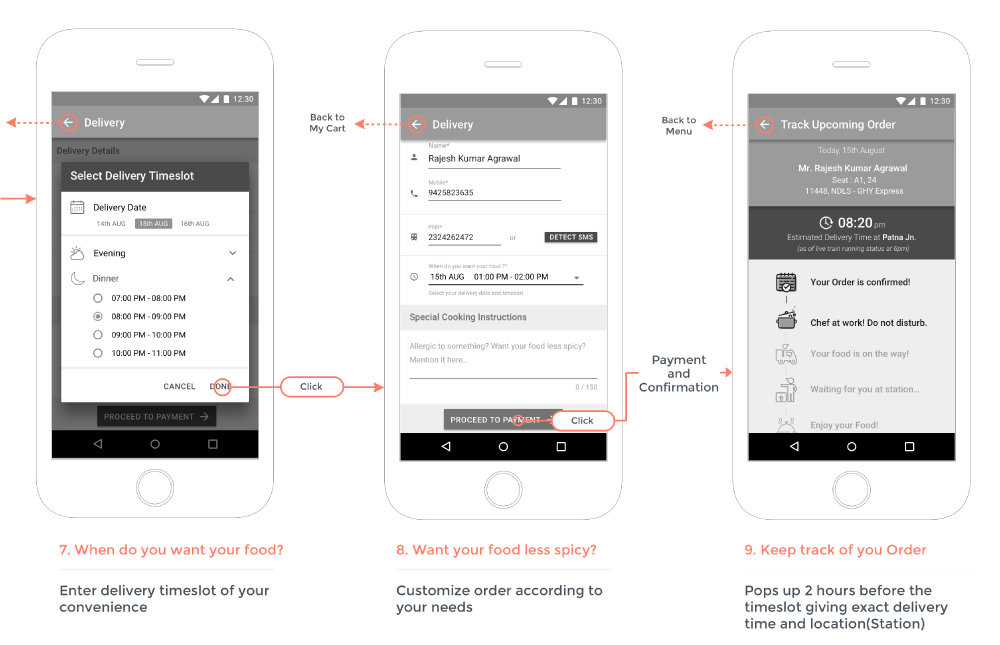 12:30
Delivery
Delivery Details
Select Delivery Timeslot
Delivery Date
14th AUG 15th AUG 16th AUG
Evening
Dinner
07:00 PM - 08:00 PM
08:00 PM - 09:00 PM
09:00 PM - 10:00 PM
10:00 PM - 11:00 PM
CANCEL DONE
PROCEED TO PAYMENT
Click
7. When do you want your food?
Enter delivery timeslot of your
convenience
Back to
My Cart
12:30
Delivery
Name*
Rajesh Kumar Agrawal
Mobile*
9425823635
PNR*
2324262472 or DETECT SMS
When do you want your food ?*
15th AUG 01:00 PM - 02:00 PM
Select your delivery date and timeslot
Special Cooking Instructions
Allergic to something? Want your food less spicy?
Mention it here...
0 / 150
PROCEED TO PAYMENT
Click
8. Want your food less spicy?
Customize order according to
your needs
Payment
and
Confirmation
Back to
Menu
12:30
Track Upcoming Order
Today, 15th August
Mr. Rajesh Kumar Agrawal
Seat : A1, 24
11448, NDLS - GHY Express
08:20 pm
Estimated Delivery Time at Patna Jn.
(as of live train running status at 6pm)
Your Order is confirmed!
Chef at work! Do not disturb.
Your food is on the way!
Waiting for you at station...
Enjoy your Food!
9. Keep track of you Order
Pops up 2 hours before the
timeslot giving exact delivery
time and location(Station)